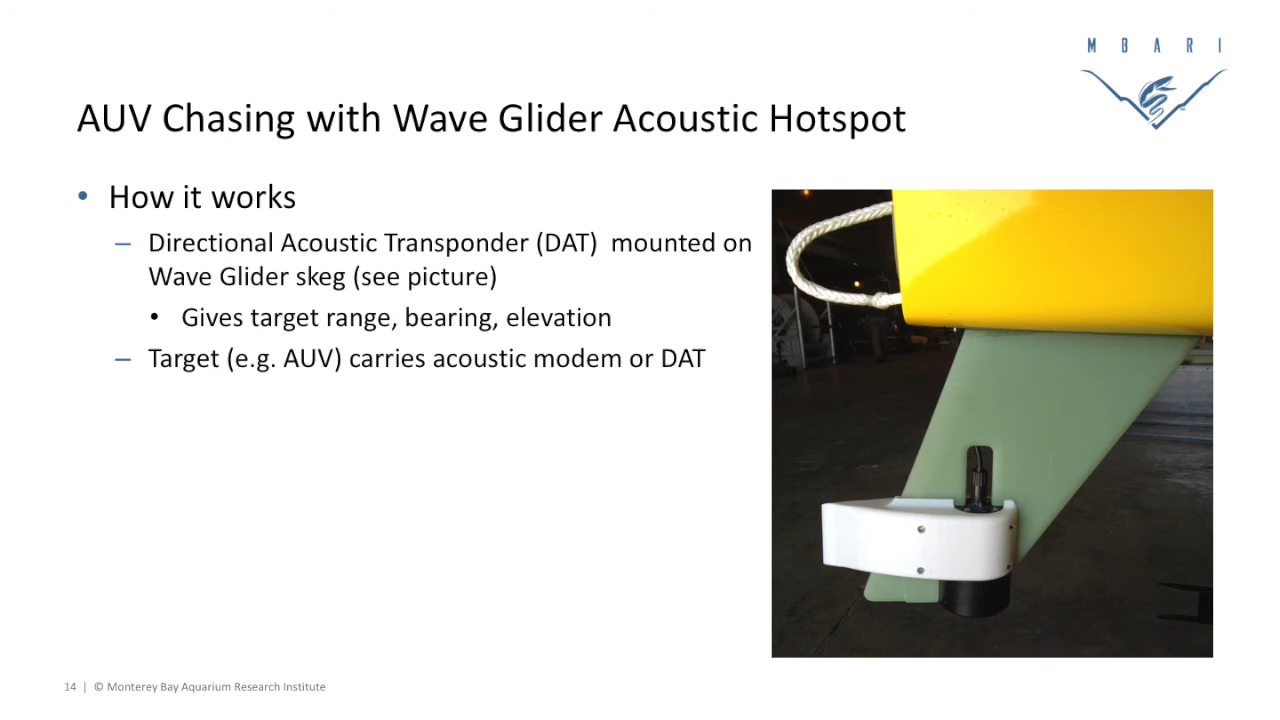 M B A R I
AUV Chasing with Wave Glider Acoustic Hotspot
• How it works
– Directional Acoustic Transponder (DAT) mounted on
Wave Glider skeg (see picture)
• Gives target range, bearing, elevation
– Target (e.g. AUV) carries acoustic modem or DAT
14 | © Monterey Bay Aquarium Research Institute